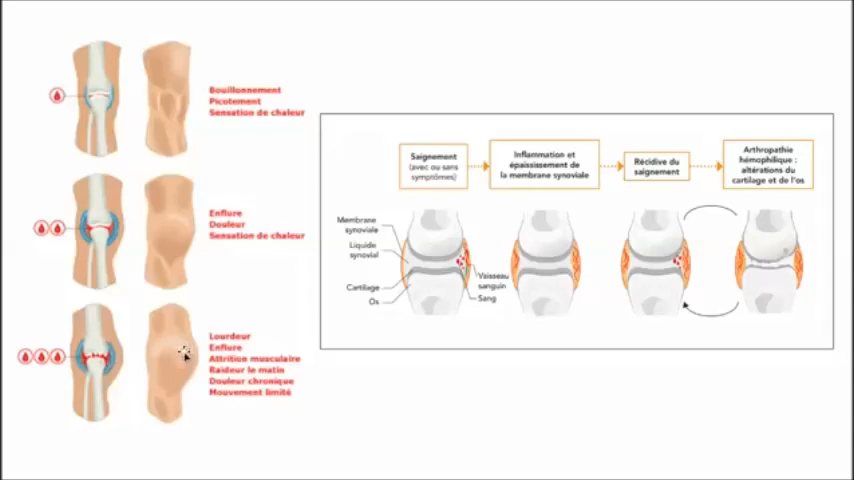 Bouillonnement
Picotement
Sensation de chaleur
Enflure
Douleur
Sensation de chaleur
Lourdeur
Enflure
Attrition musculaire
Raideur le matin
Douleur chronique
Mouvement limité
Saignement
(avec ou sans
symptômes)
Inflammation et
épaississement de
la membrane synoviale
Récidive du
saignement
Arthropathie
hémophilique :
altérations du
cartilage et de l'os
Membrane
synoviale
Liquide
synovial
Cartilage
Os
Vaisseau
sanguin
Sang